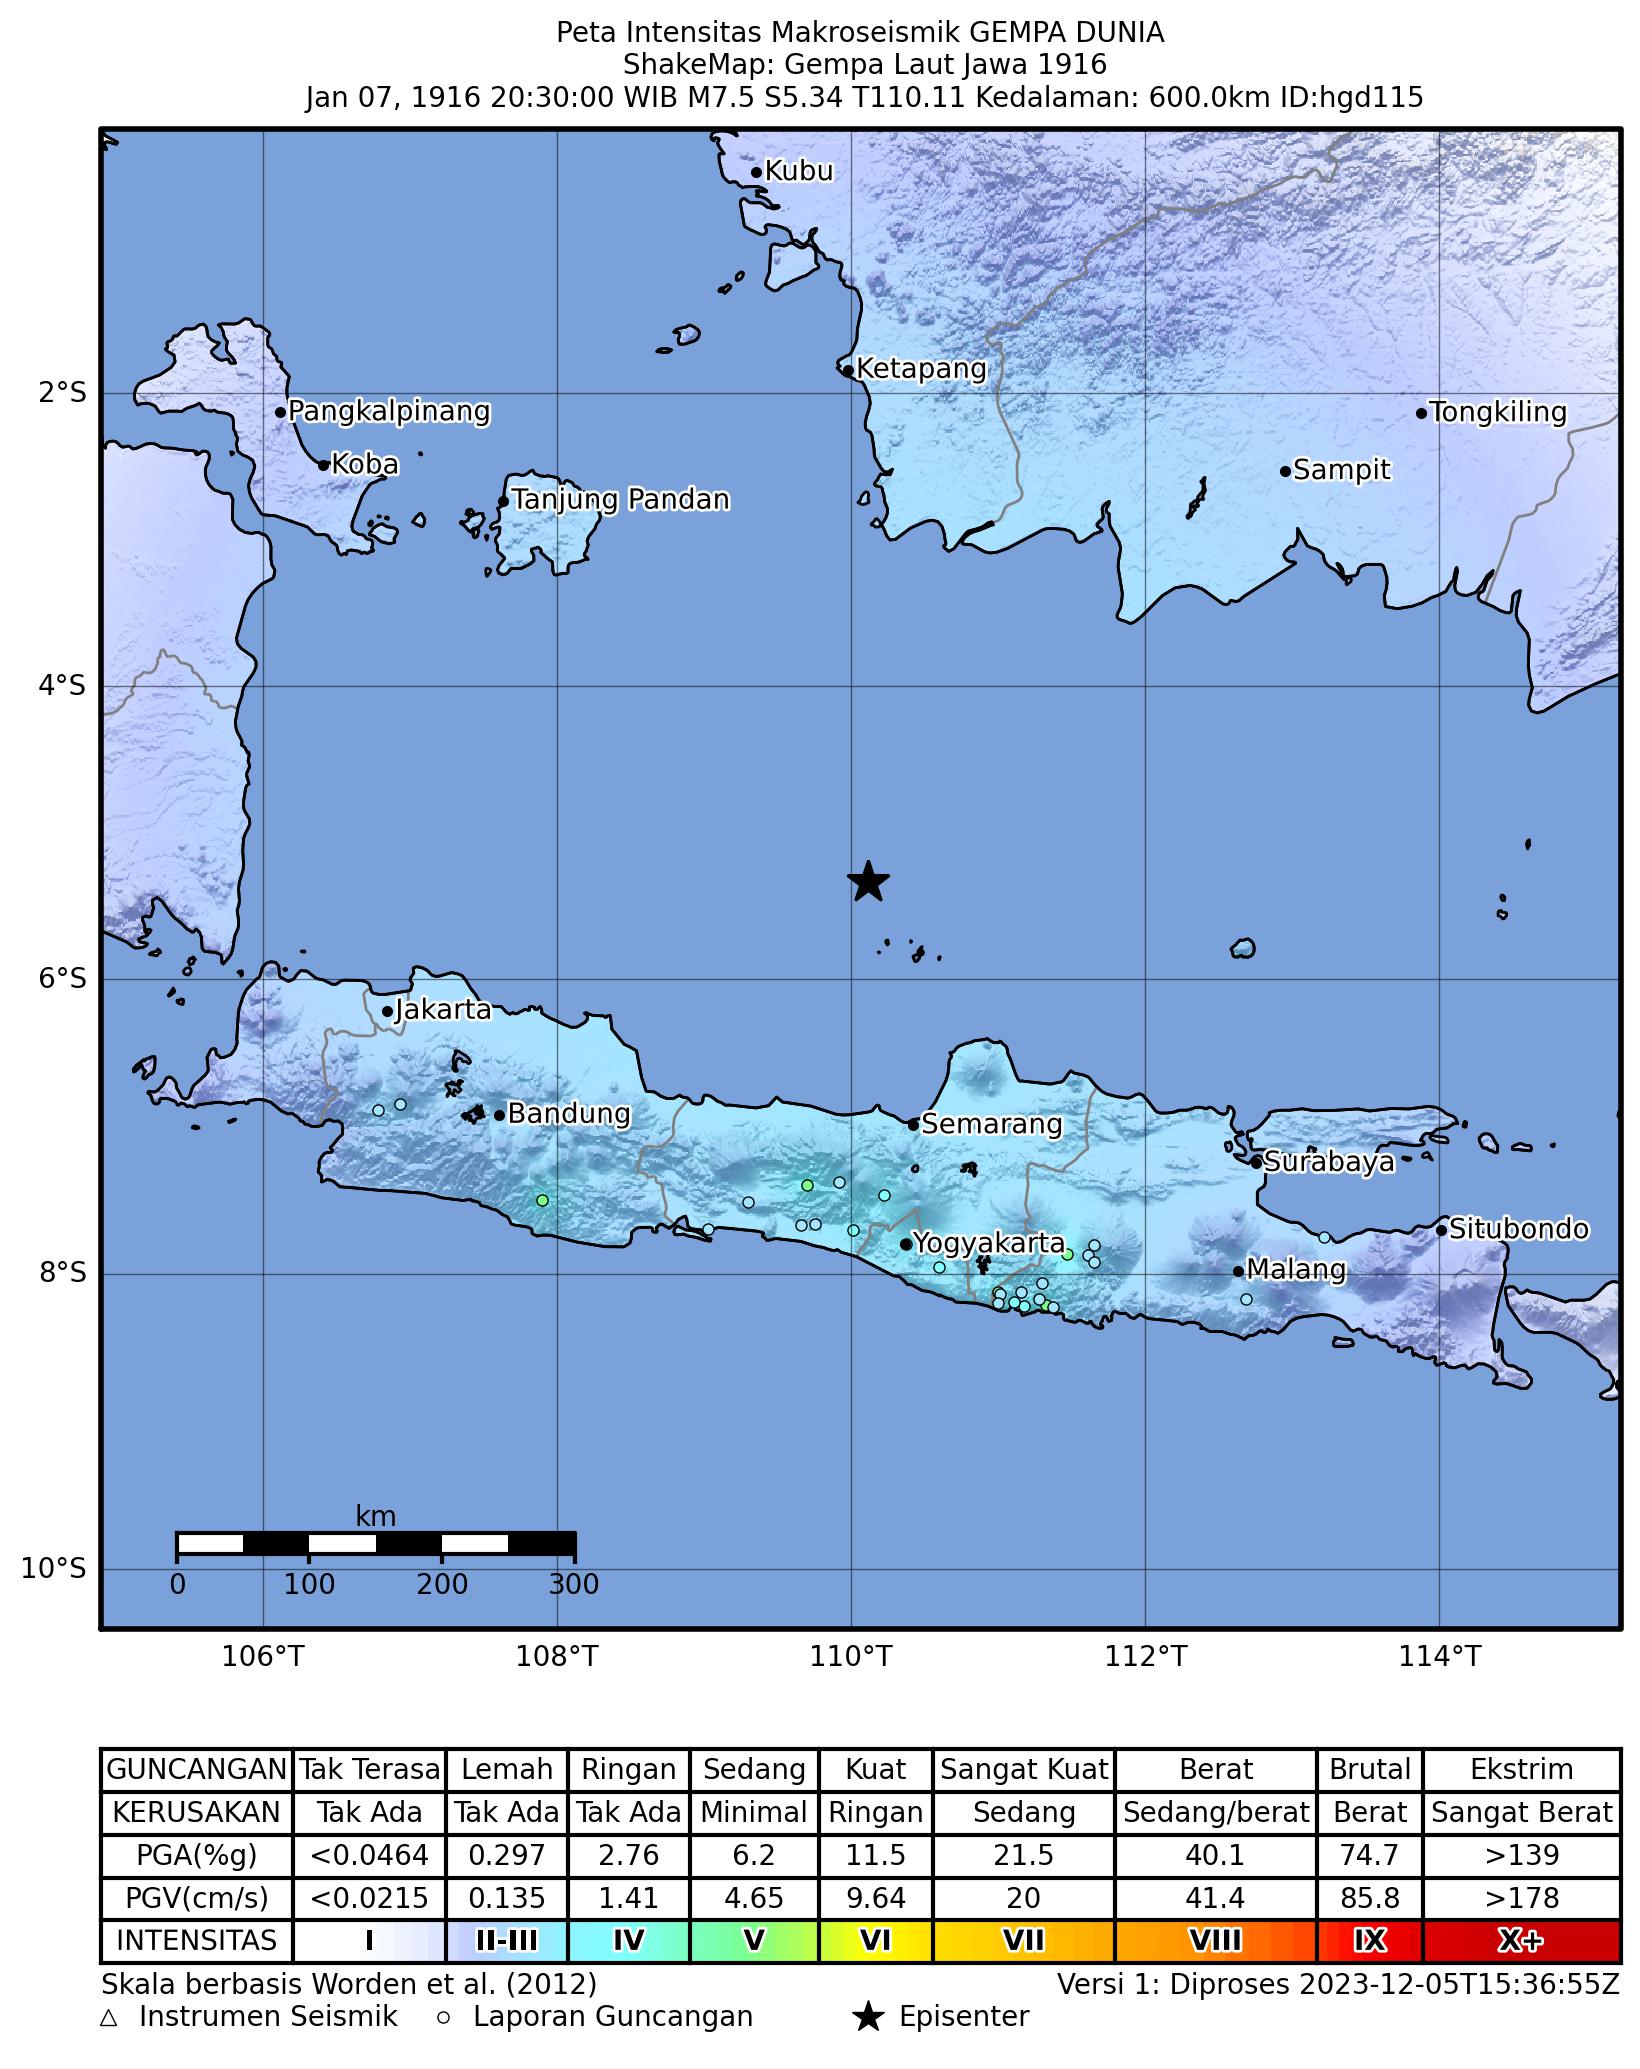 Peta Intensitas Makroseismik GEMPA DUNIA
ShakeMap: Gempa Laut Jawa 1916
Jan 07, 1916 20:30:00 WIB M7.5 S5.34 T110.11 Kedalaman: 600.0km ID:hgd115
Kubu
Ketapang
2°S
Pangkalpinang
Tongkiling
Koba
Sampit
Tanjung Pandan
4°S
6°S
Jakarta
Bandung
Semarang
Surabaya
Situbondo
Yogyakarta
8°S
Malang
km
10°S
0 100 200 300
106°T 108°T 110°T 112°T 114°T
GUNCANGAN Tak Terasa Lemah Ringan Sedang Kuat Sangat Kuat Berat Brutal Ekstrim
KERUSAKAN Tak Ada Tak Ada Tak Ada Minimal Ringan Sedang Sedang/berat Berat Sangat Berat
PGA(%g) <0.0464 0.297 2.76 6.2 11.5 21.5 40.1 74.7 >139
PGV(cm/s) <0.0215 0.135 1.41 4.65 9.64 20 41.4 85.8 >178
INTENSITAS I II-III IV V VI VII VIII IX X+
Skala berbasis Worden et al. (2012) Versi 1: Diproses 2023-12-05T15:36:55Z
Instrumen Seismik Laporan Guncangan Episenter